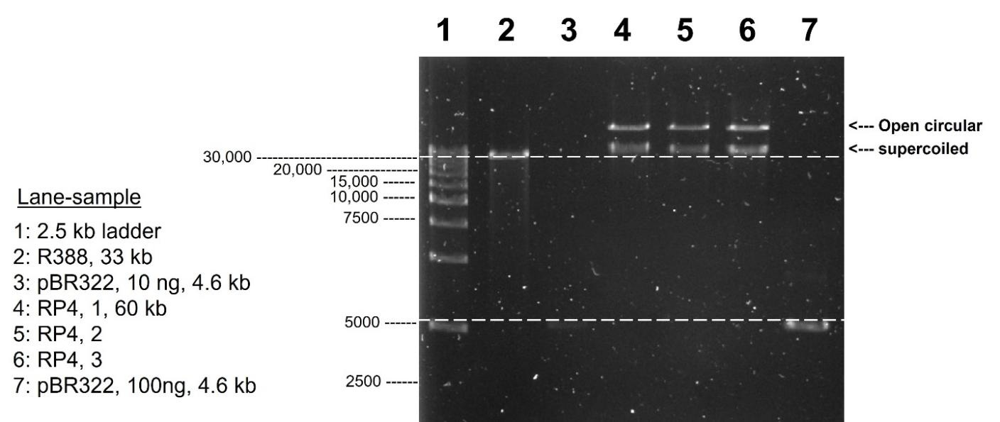 1 2 3 4 5 6 7
<--- Open circular
<--- supercoiled
30,000 -----------------------------
20,000 ----------------
15,000 ------
10,000 ------
7500 ------
5000 ------
2500 ------
Lane-sample
1: 2.5 kb ladder
2: R388, 33 kb
3: pBR322, 10 ng, 4.6 kb
4: RP4, 1, 60 kb
5: RP4, 2
6: RP4, 3
7: pBR322, 100ng, 4.6 kb